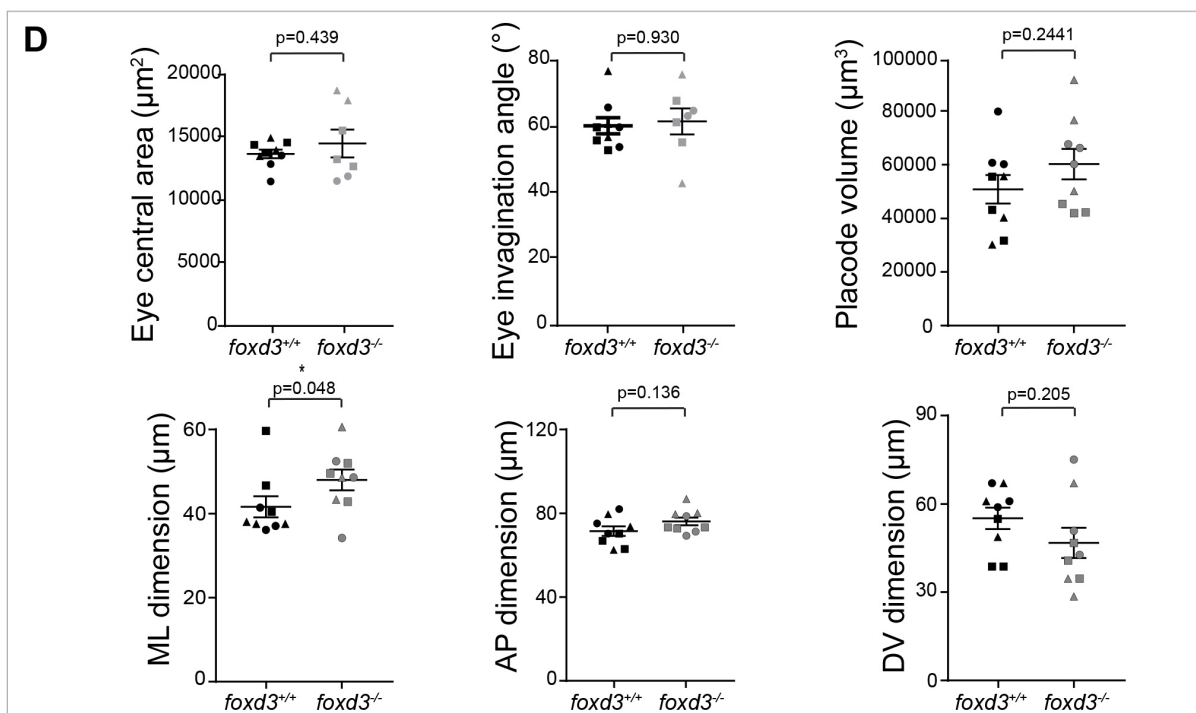 D
p=0.439
Eye central area (µm²)
20000
15000
10000
5000
0
foxd3+/+
foxd3-/-
p=0.930
Eye invagination angle (°)
80
60
40
20
0
foxd3+/+
foxd3-/-
p=0.2441
Placode volume (µm³)
100000
80000
60000
40000
20000
0
foxd3+/+
foxd3-/-
*
p=0.048
ML dimension (µm)
60
40
20
0
foxd3+/+
foxd3-/-
p=0.136
AP dimension (µm)
120
80
40
0
foxd3+/+
foxd3-/-
p=0.205
DV dimension (µm)
90
60
30
0
foxd3+/+
foxd3-/-